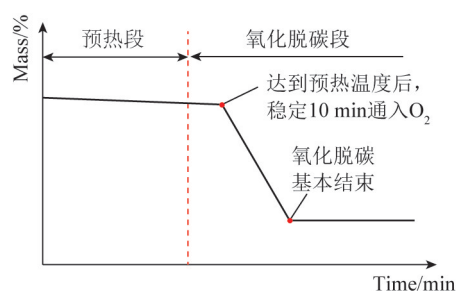 Mass/%
预热段
氧化脱碳段
达到预热温度后，
稳定10 min通入O₂
氧化脱碳
基本结束
Time/min